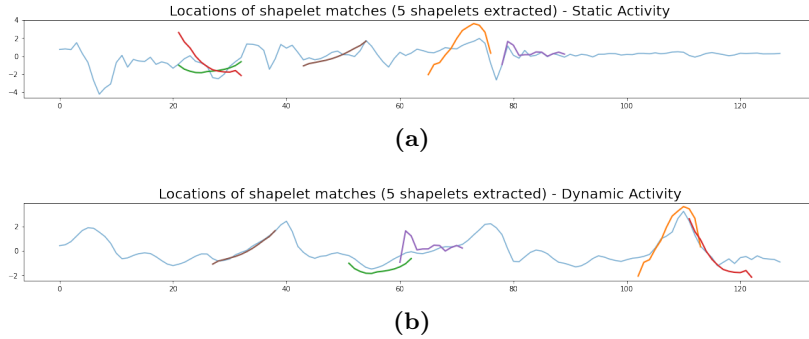 Locations of shapelet matches (5 shapelets extracted) - Static Activity
4
2
0
−2
−4
0 20 40 60 80 100 120
(a)
Locations of shapelet matches (5 shapelets extracted) - Dynamic Activity
2
0
−2
0 20 40 60 80 100 120
(b)